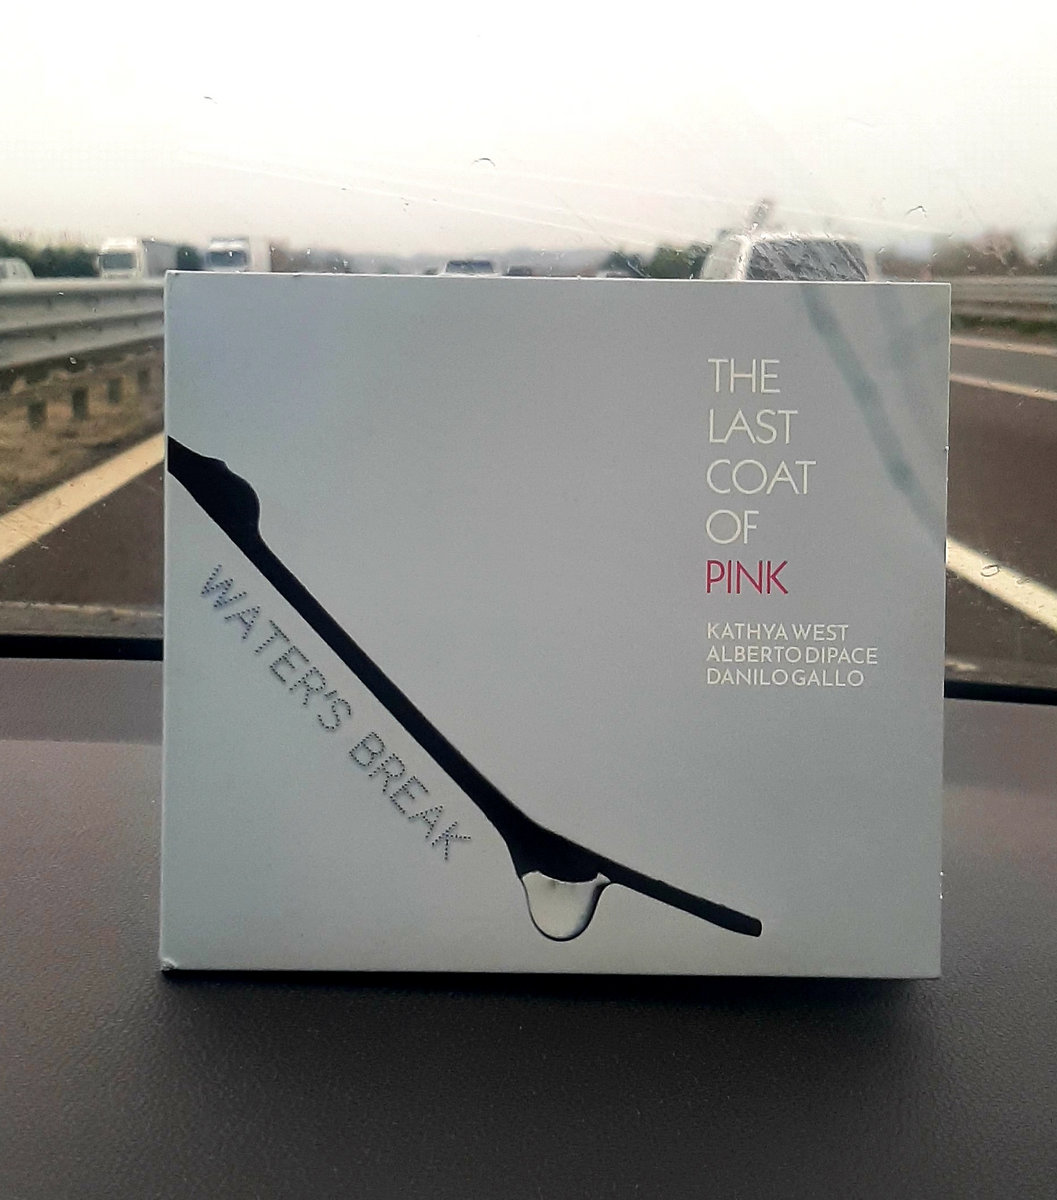 THE
LAST
COAT
OF
PINK
KATHYA WEST
ALBERTO DIPACE
DANILO GALLO
WATER'S BREAK